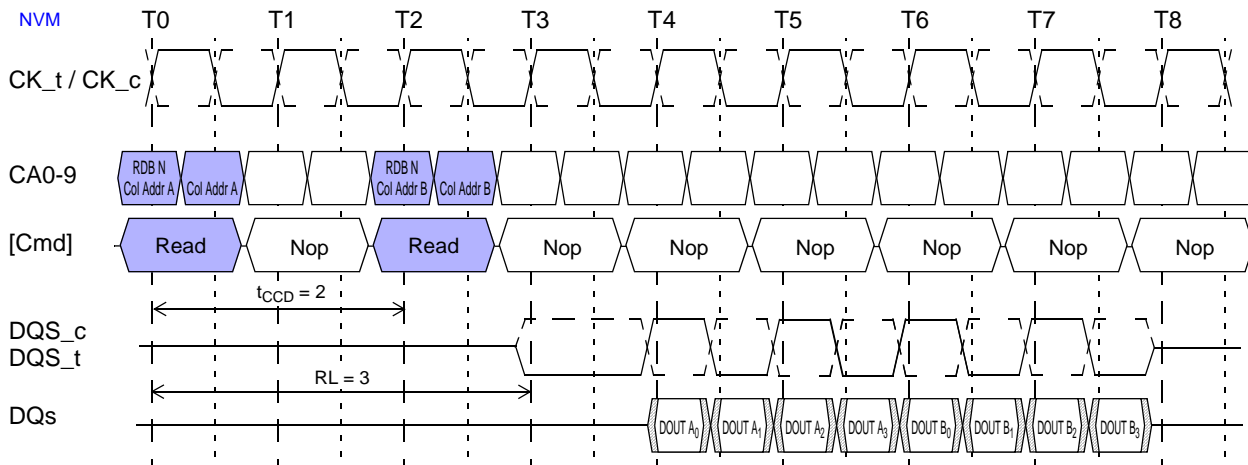 NVM T0 T1 T2 T3 T4 T5 T6 T7 T8
CK_t / CK_c
CA0-9
RDB N
Col Addr A
Col Addr A
RDB N
Col Addr B
Col Addr B
[Cmd] Read Nop Read Nop Nop Nop Nop Nop Nop
tCCD = 2
DQS_c
DQS_t
RL = 3
DQs DOUT A0 DOUT A1 DOUT A2 DOUT A3 DOUT B0 DOUT B1 DOUT B2 DOUT B3